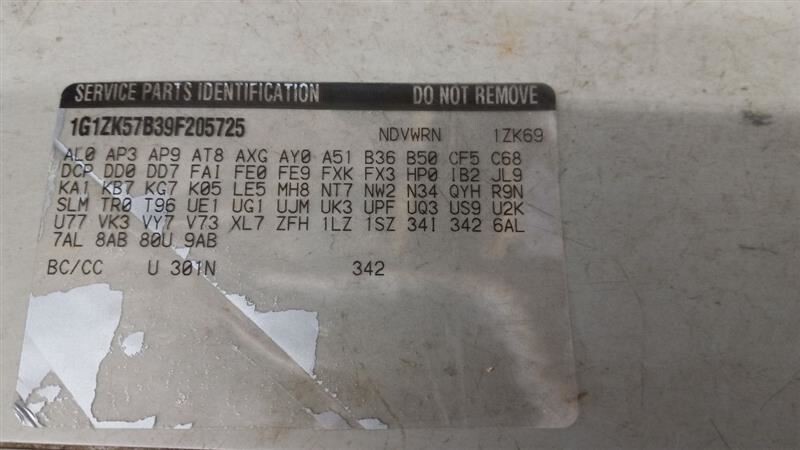 SERVICE PARTS IDENTIFICATION DO NOT REMOVE
1G1ZK57B39F205725 NDVWRN 1ZK69
AL0 AP3 AP9 AT8 AXG AY0 A51 B36 B50 CF5 C68
DCP DD0 DD7 FAI FE0 FE9 FXK FX3 HP0 IB2 JL9
KA1 KB7 KG7 K05 LE5 MH8 NT7 NW2 N34 QYH R9N
SLM TR0 T96 UE1 UG1 UJM UK3 UPF UQ3 US9 U2K
U77 VK3 VY7 V73 XL7 ZFH 1LZ 1SZ 34I 342 6AL
7AL 8AB 80U 9AB
BC/CC U 301N 342